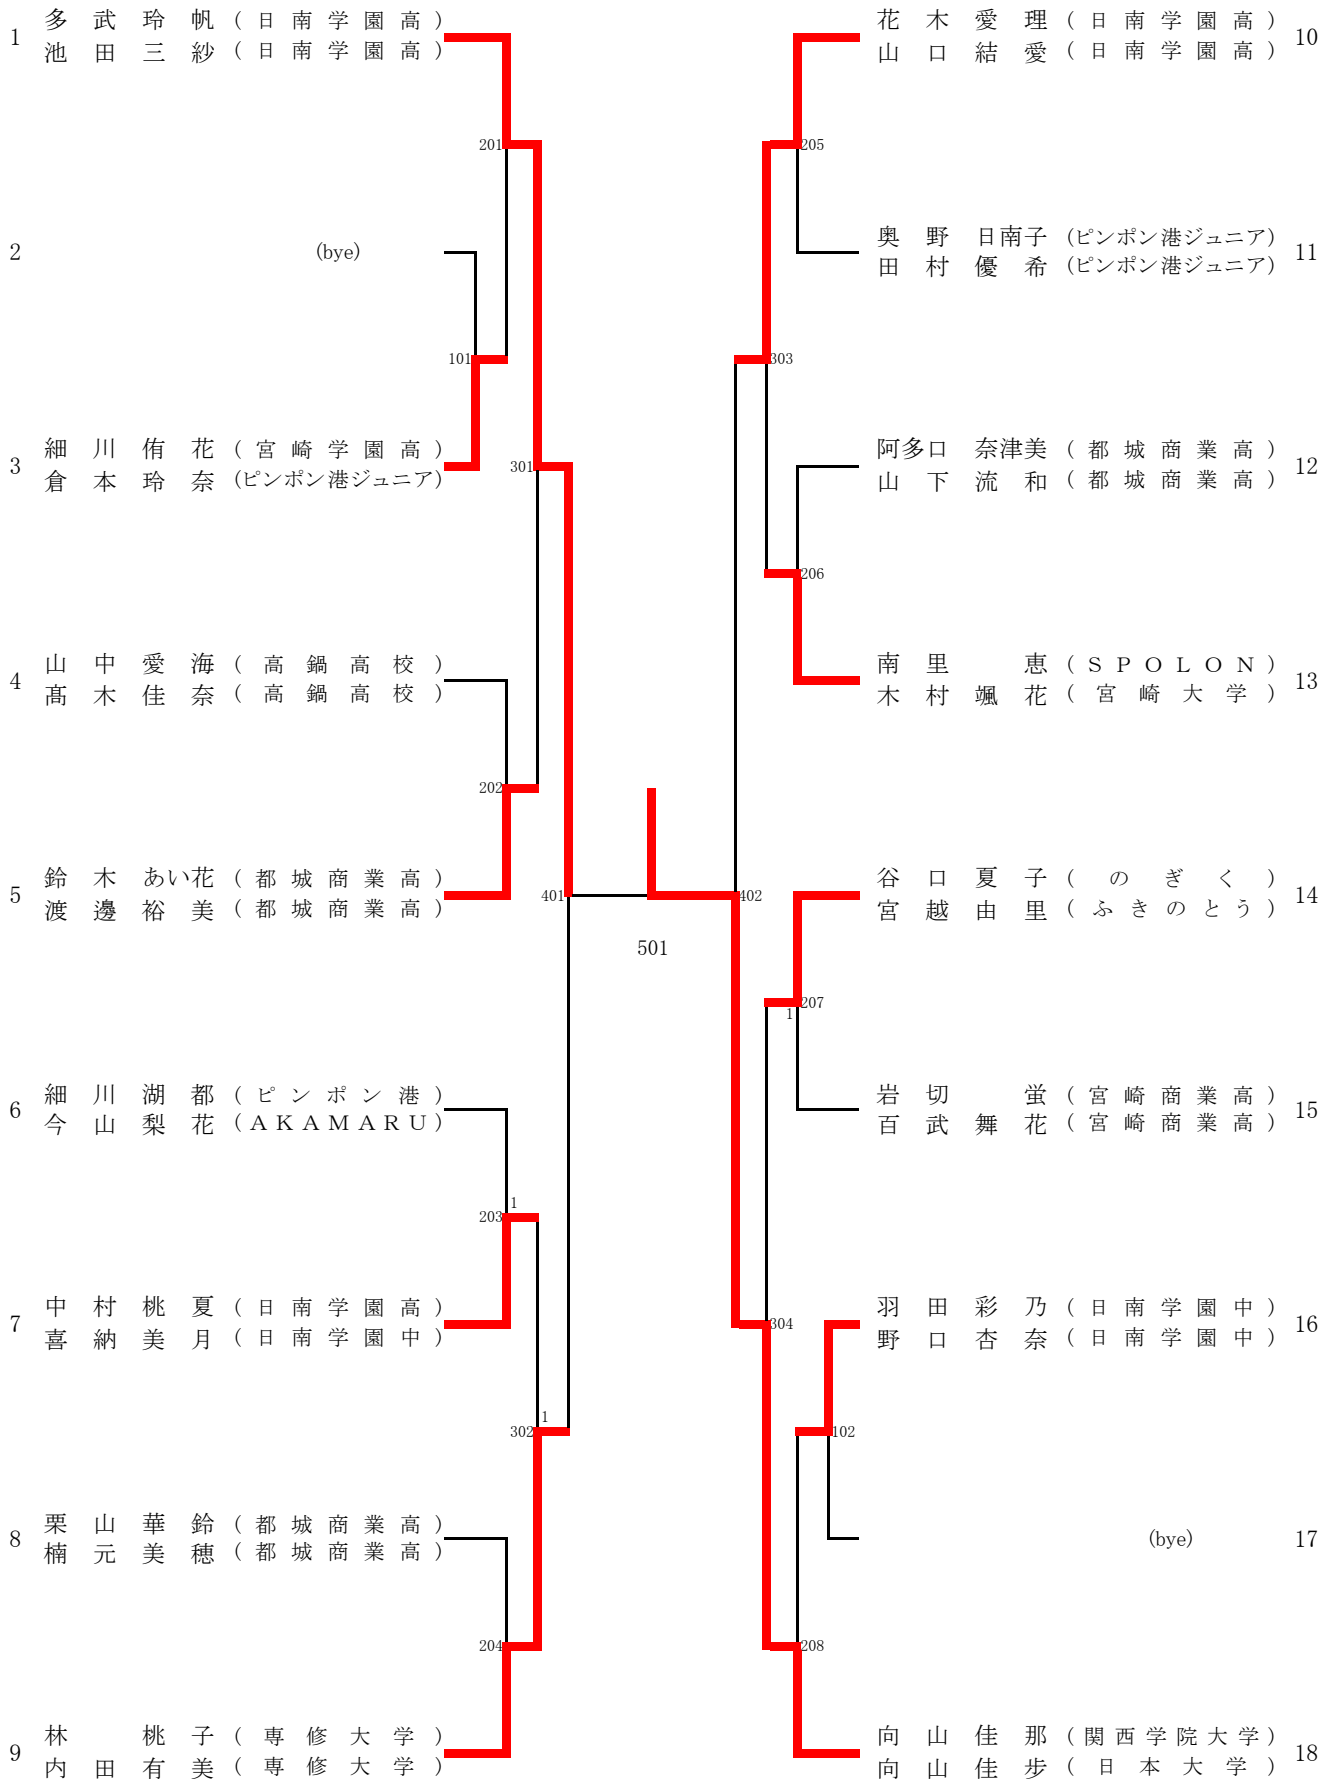 1 多武玲帆 (日南学園高)
池田三紗 (日南学園高)
201
2 (bye)
101
3 細川侑花 (宮崎学園高)
倉本玲奈 (ピンポン港ジュニア)
301
4 山中愛海 (高鍋高校)
髙木佳奈 (高鍋高校)
202
5 鈴木あい花 (都城商業高)
渡邊裕美 (都城商業高)
401
501
6 細川湖都 (ピンポン港)
今山梨花 (AKAMARU)
1
203
7 中村桃夏 (日南学園高)
喜納美月 (日南学園中)
1
302
8 栗山華鈴 (都城商業高)
楠元美穂 (都城商業高)
204
9 林桃子 (専修大学)
内田有美 (専修大学)
花木愛理 (日南学園高) 10
山口結愛 (日南学園高)
205
奥野日南子 (ピンポン港ジュニア) 11
田村優希 (ピンポン港ジュニア)
303
阿多口奈津美 (都城商業高) 12
山下流和 (都城商業高)
206
南里恵 (SPOLON) 13
木村颯花 (宮崎大学)
谷口夏子 (のぎく) 14
宮越由里 (ふきのとう)
402
207
1
岩切蛍 (宮崎商業高) 15
百武舞花 (宮崎商業高)
羽田彩乃 (日南学園中) 16
野口杏奈 (日南学園中)
304
102
(bye) 17
208
向山佳那 (関西学院大学) 18
向山佳歩 (日本大学)